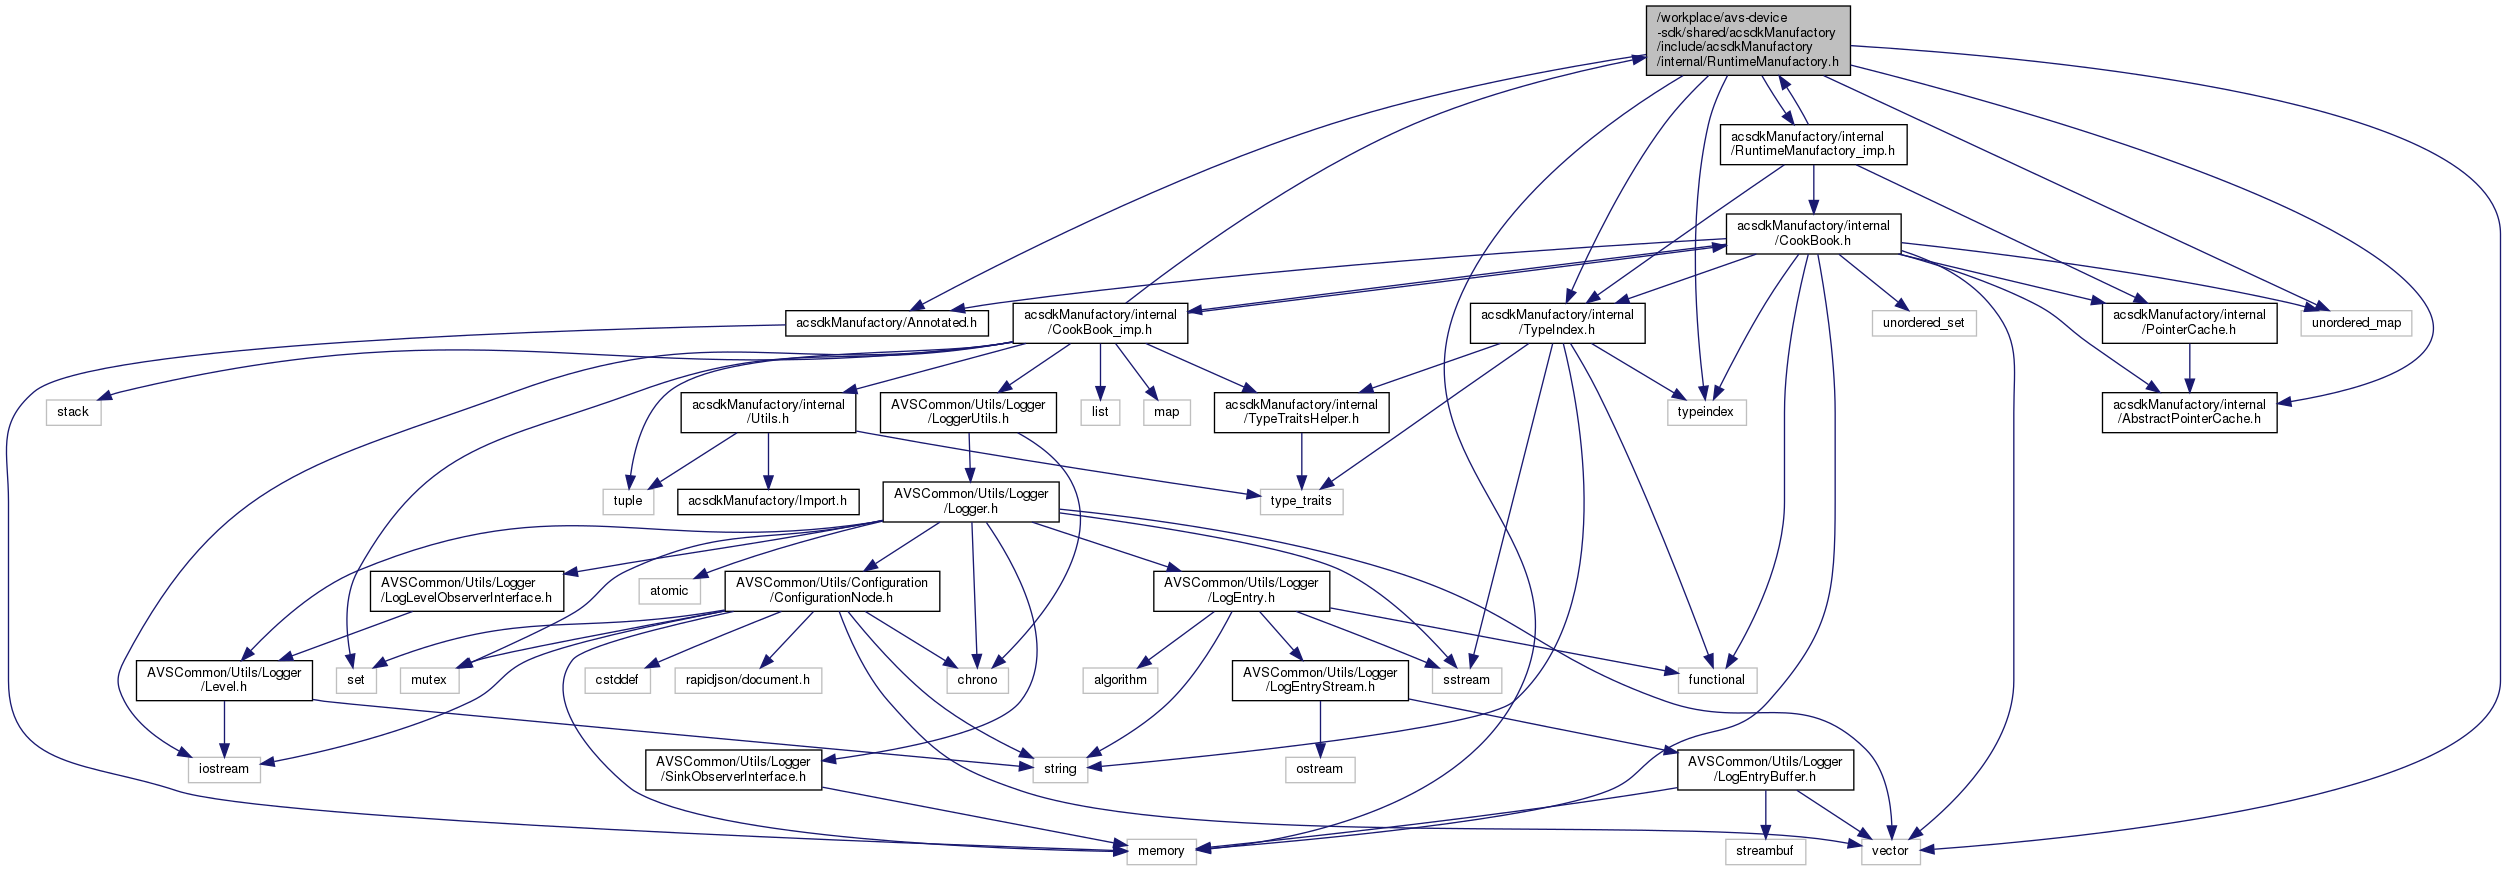 /workplace/avs-device
-sdk/shared/acsdkManufactory
/include/acsdkManufactory
/internal/RuntimeManufactory.h
acsdkManufactory/internal
/RuntimeManufactory_imp.h
acsdkManufactory/internal
/CookBook.h
acsdkManufactory/Annotated.h
acsdkManufactory/internal
/CookBook_imp.h
acsdkManufactory/internal
/TypeIndex.h
unordered_set
acsdkManufactory/internal
/PointerCache.h
unordered_map
stack
acsdkManufactory/internal
/Utils.h
AVSCommon/Utils/Logger
/LoggerUtils.h
list
map
acsdkManufactory/internal
/TypeTraitsHelper.h
typeindex
acsdkManufactory/internal
/AbstractPointerCache.h
tuple
acsdkManufactory/Import.h
AVSCommon/Utils/Logger
/Logger.h
type_traits
AVSCommon/Utils/Logger
/LogLevelObserverInterface.h
atomic
AVSCommon/Utils/Configuration
/ConfigurationNode.h
AVSCommon/Utils/Logger
/LogEntry.h
AVSCommon/Utils/Logger
/Level.h
set
mutex
cstddef
rapidjson/document.h
chrono
algorithm
AVSCommon/Utils/Logger
/LogEntryStream.h
sstream
functional
iostream
AVSCommon/Utils/Logger
/SinkObserverInterface.h
string
ostream
AVSCommon/Utils/Logger
/LogEntryBuffer.h
memory
streambuf
vector